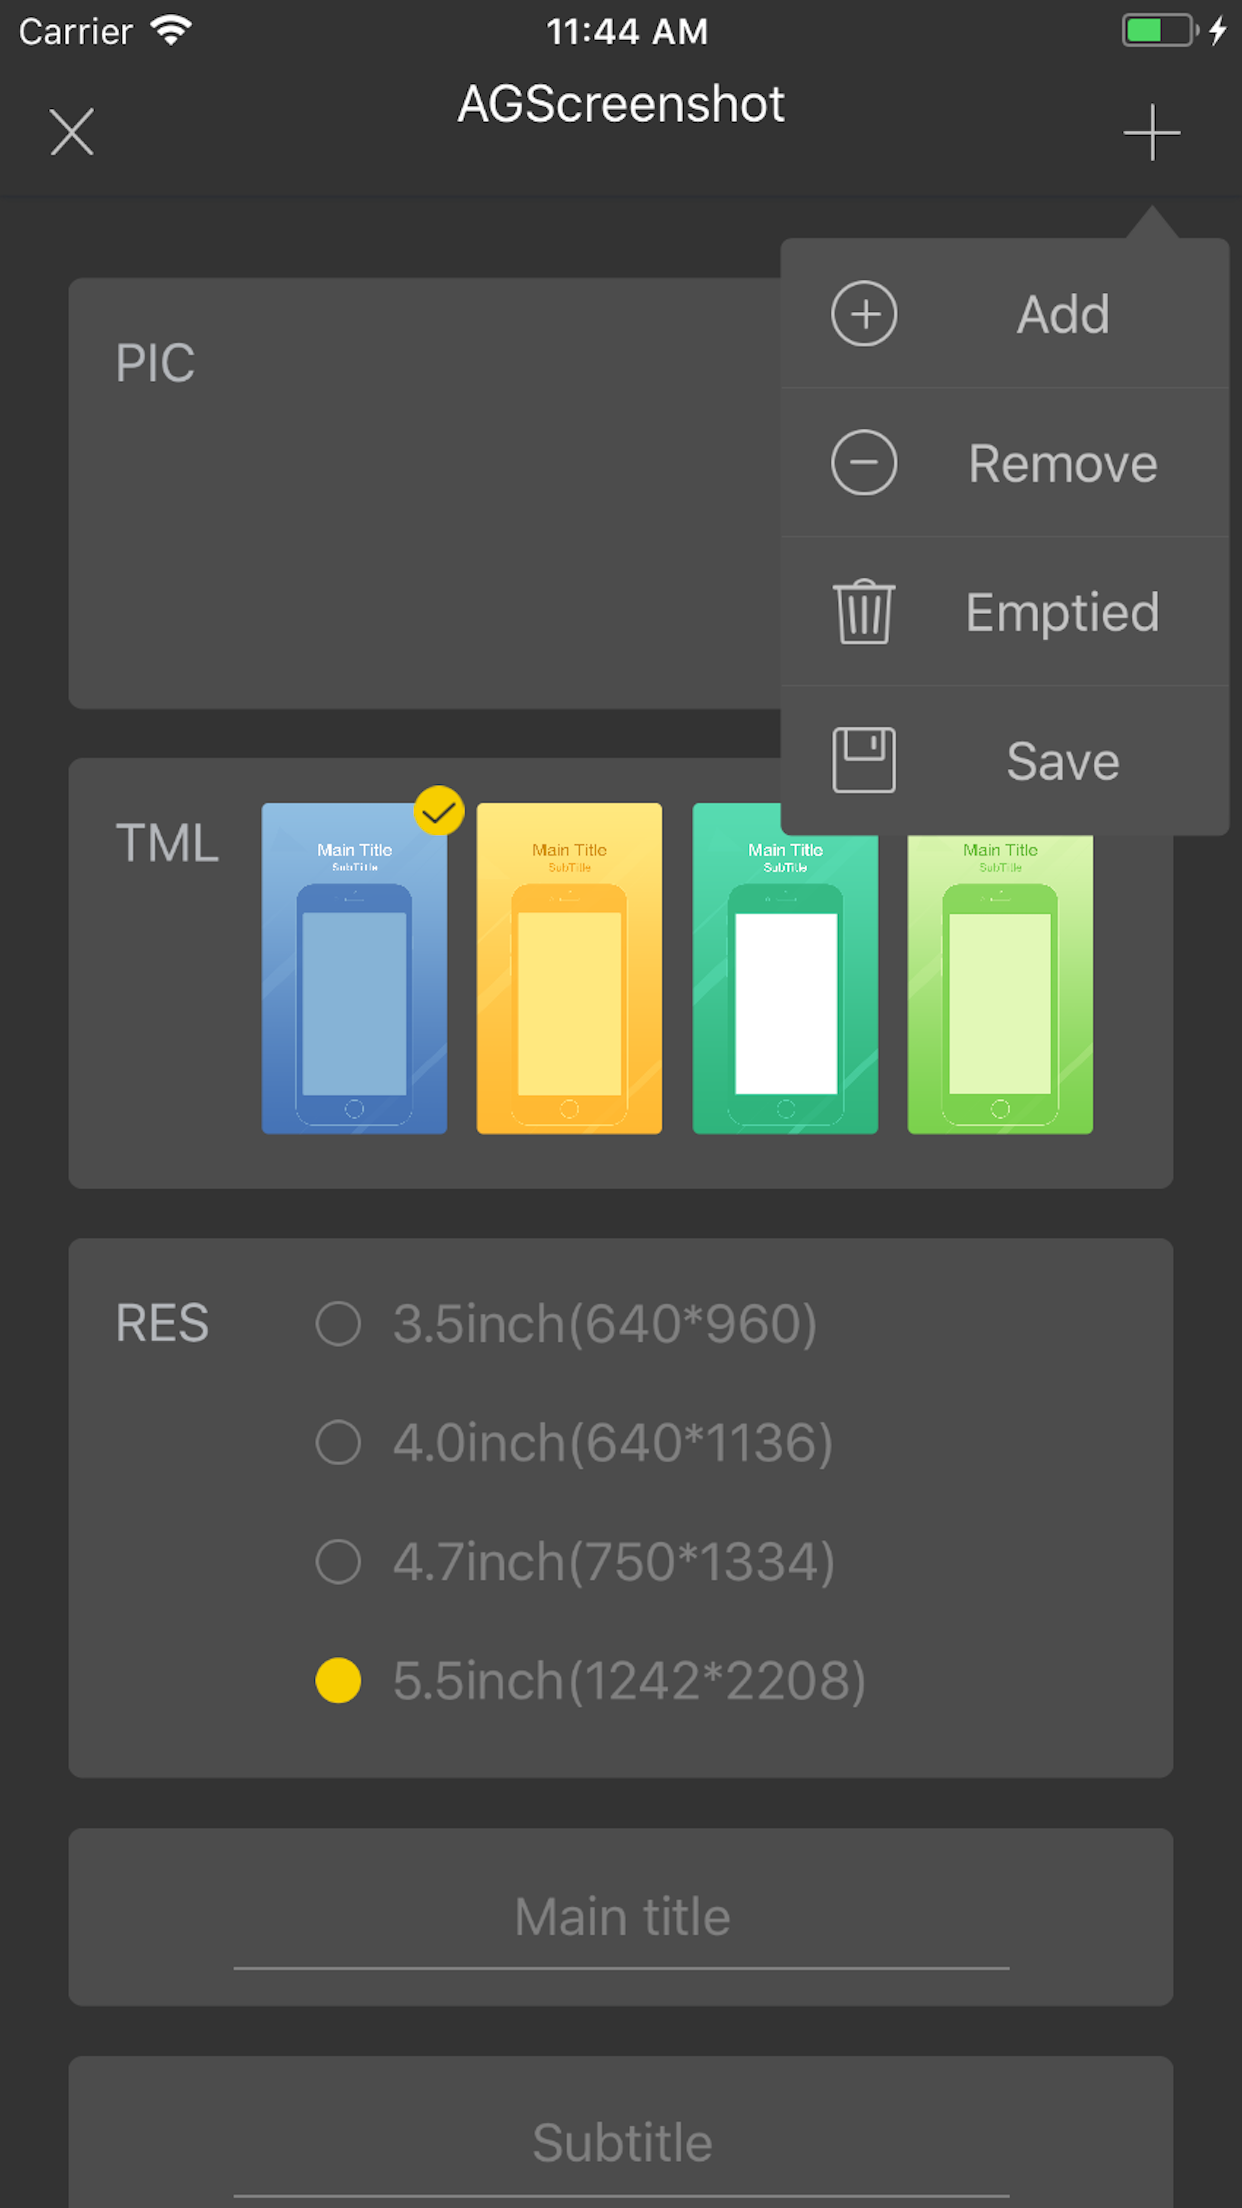 Carrier 11:44 AM
AGScreenshot
Add
PIC
Remove
Emptied
Save
TML
Main Title Main Title Main Title Main Title
SubTitle SubTitle SubTitle SubTitle
RES
3.5inch(640*960)
4.0inch(640*1136)
4.7inch(750*1334)
5.5inch(1242*2208)
Main title
Subtitle